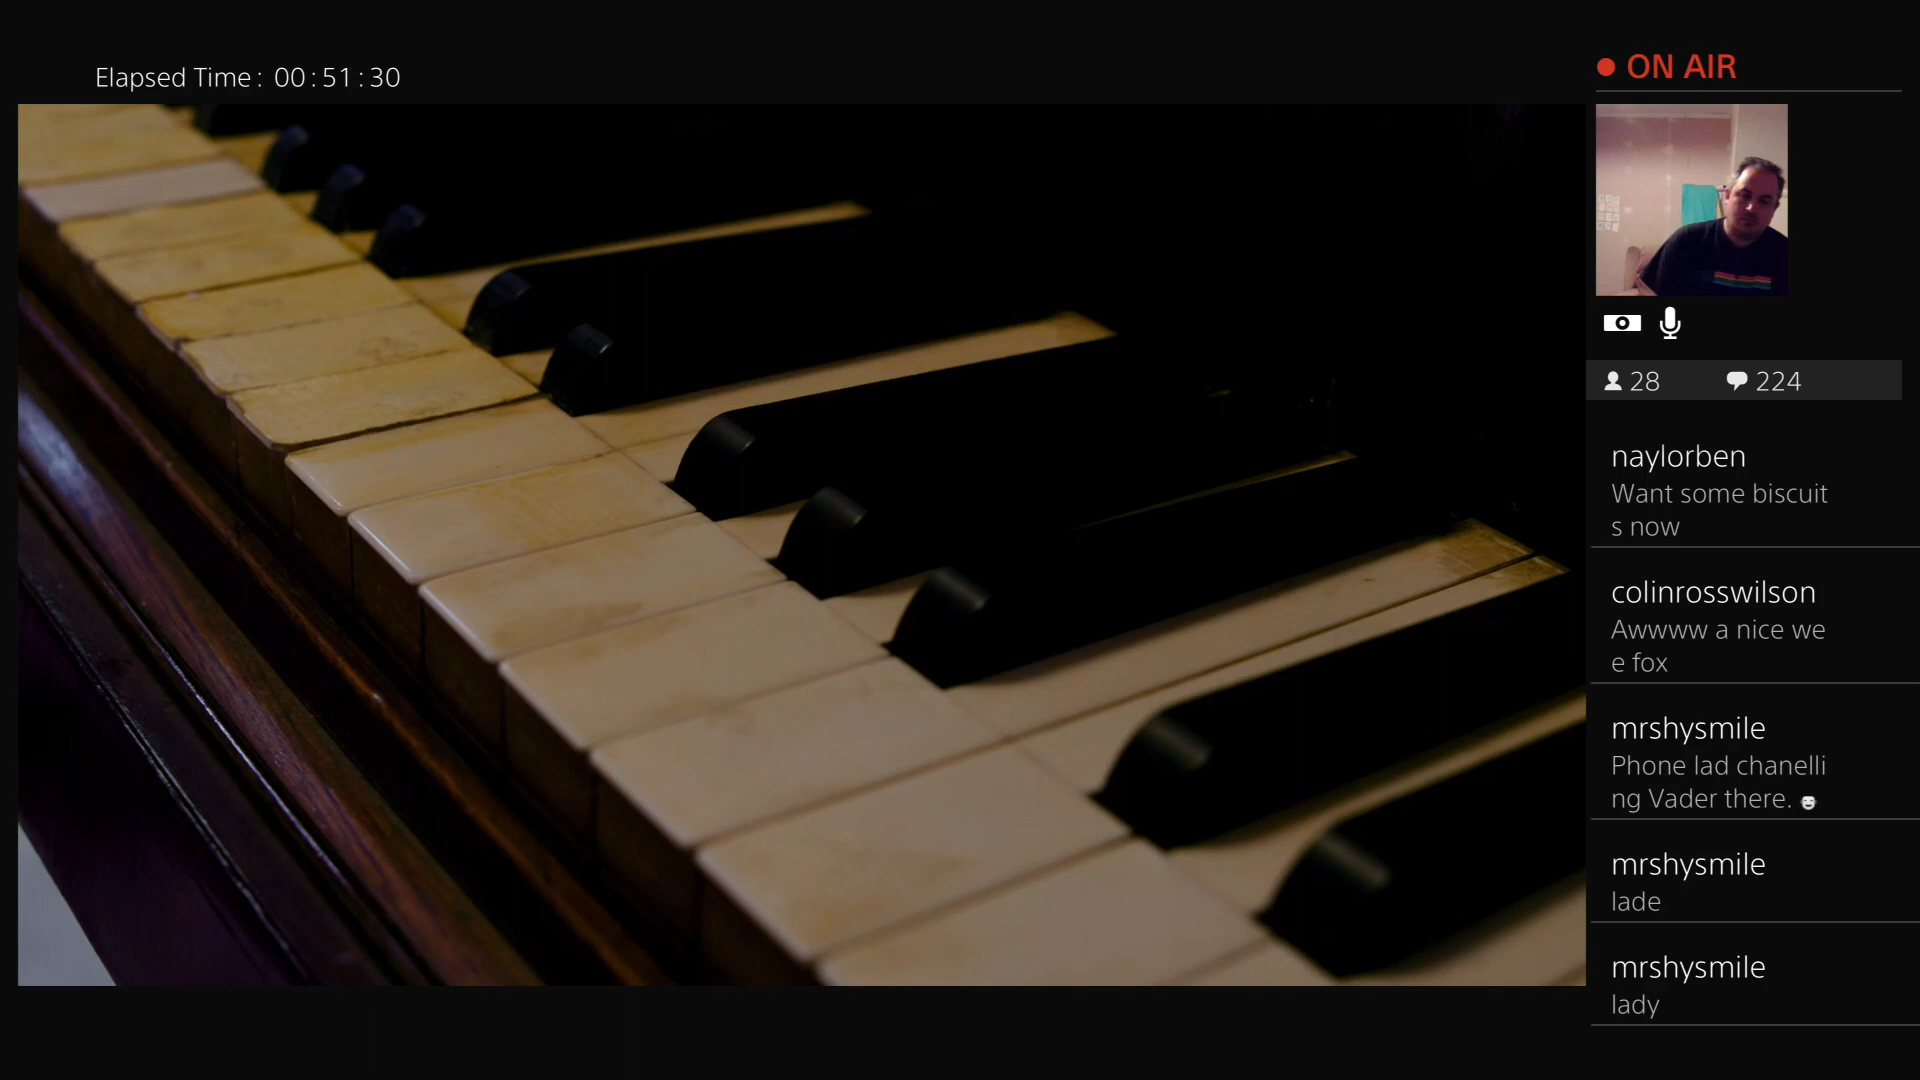 Elapsed Time: 00:51:30
ON AIR
28 224
naylorben
Want some biscuit
s now
colinrosswilson
Awwww a nice we
e fox
mrshysmile
Phone lad chanelli
ng Vader there.
mrshysmile
lade
mrshysmile
lady